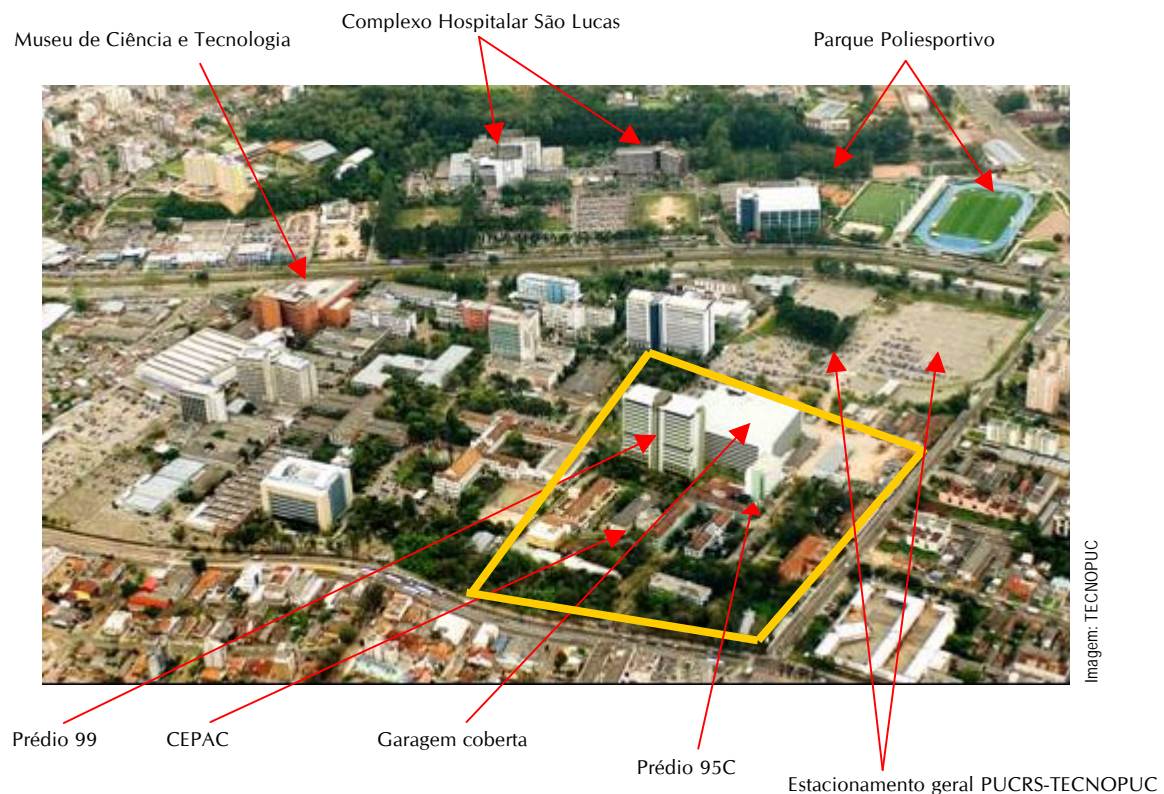 Complexo Hospitalar São Lucas
Museu de Ciência e Tecnologia
Parque Poliesportivo
Imagem: TECNOPUC
Prédio 99
CEPAC
Garagem coberta
Prédio 95C
Estacionamento geral PUCRS-TECNOPUC